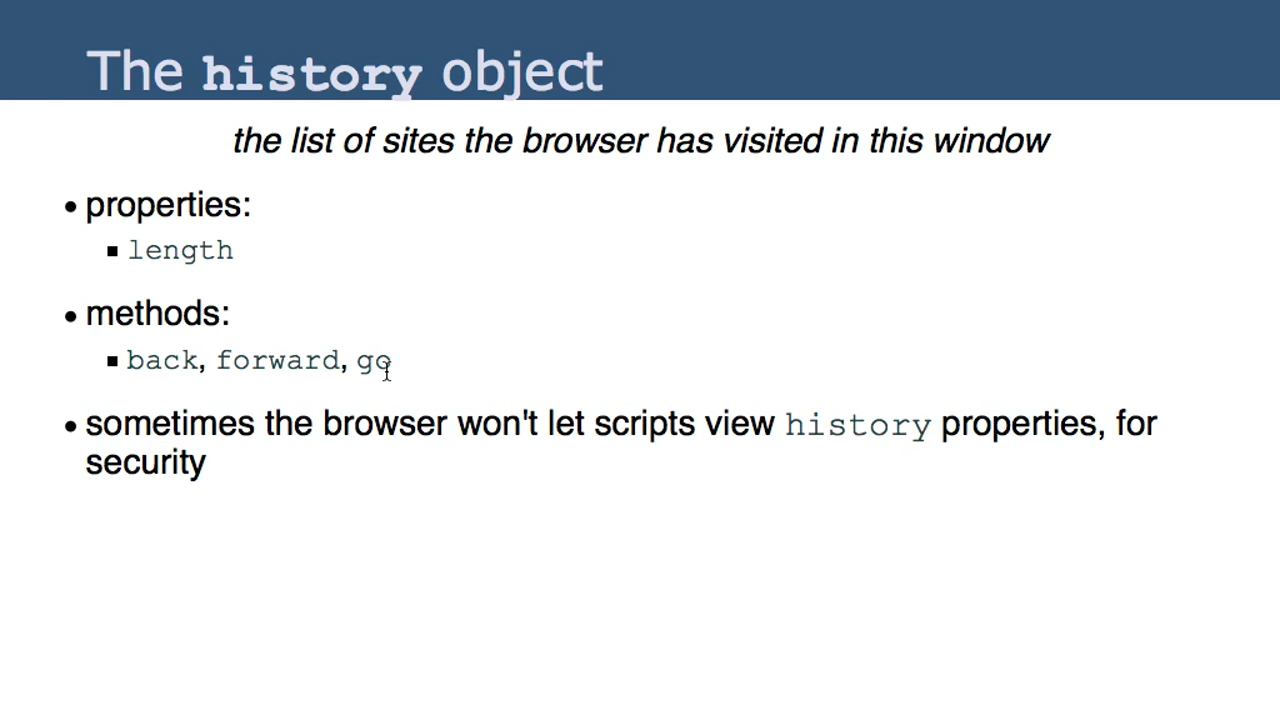 The history object
the list of sites the browser has visited in this window
• properties:
▪ length
• methods:
▪ back, forward, go
• sometimes the browser won't let scripts view history properties, for
security